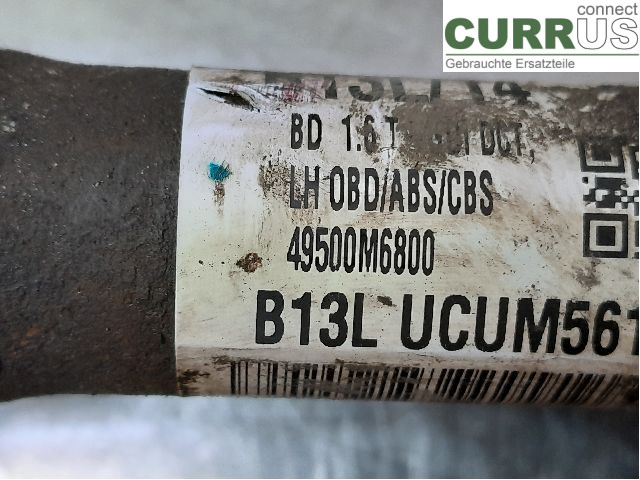 connect
CURRUS
Gebrauchte Ersatzteile
BD 1.6 T DCT,
LH OBD/ABS/CBS
49500M6800
B13L UCUM561